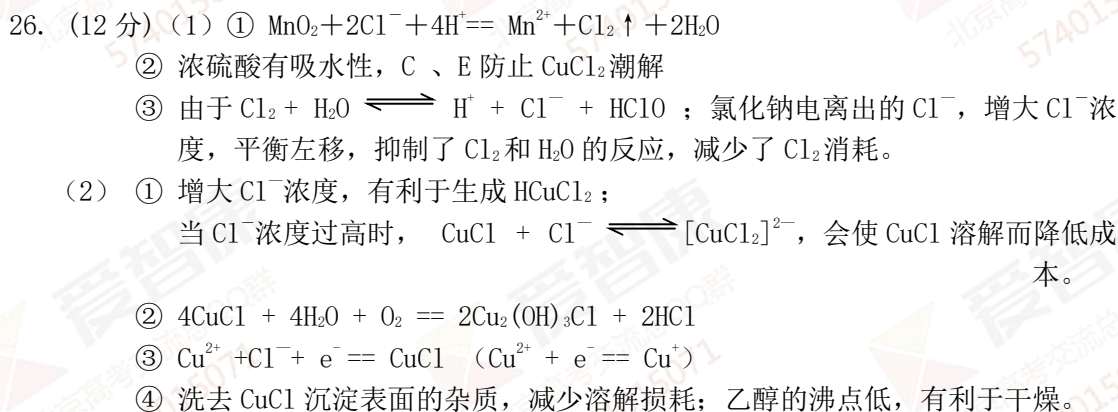 26. (12 分)(1)① MnO₂＋2Cl⁻＋4H⁺== Mn²⁺＋Cl₂↑＋2H₂O
② 浓硫酸有吸水性，C 、E 防止 CuCl₂潮解
③ 由于 Cl₂ + H₂O ⇌ H⁺ + Cl⁻ + HClO ；氯化钠电离出的 Cl⁻，增大 Cl⁻浓
度，平衡左移，抑制了 Cl₂和 H₂O 的反应，减少了 Cl₂消耗。
（2） ① 增大 Cl⁻浓度，有利于生成 HCuCl₂；
当 Cl⁻浓度过高时， CuCl + Cl⁻ ⇌ [CuCl₂]²⁻，会使 CuCl 溶解而降低成
本。
② 4CuCl + 4H₂O + O₂ == 2Cu₂(OH)₃Cl + 2HCl
③ Cu²⁺ +Cl⁻+ e⁻== CuCl （Cu²⁺ + e⁻== Cu⁺）
④ 洗去 CuCl 沉淀表面的杂质，减少溶解损耗；乙醇的沸点低，有利于干燥。
爱智康